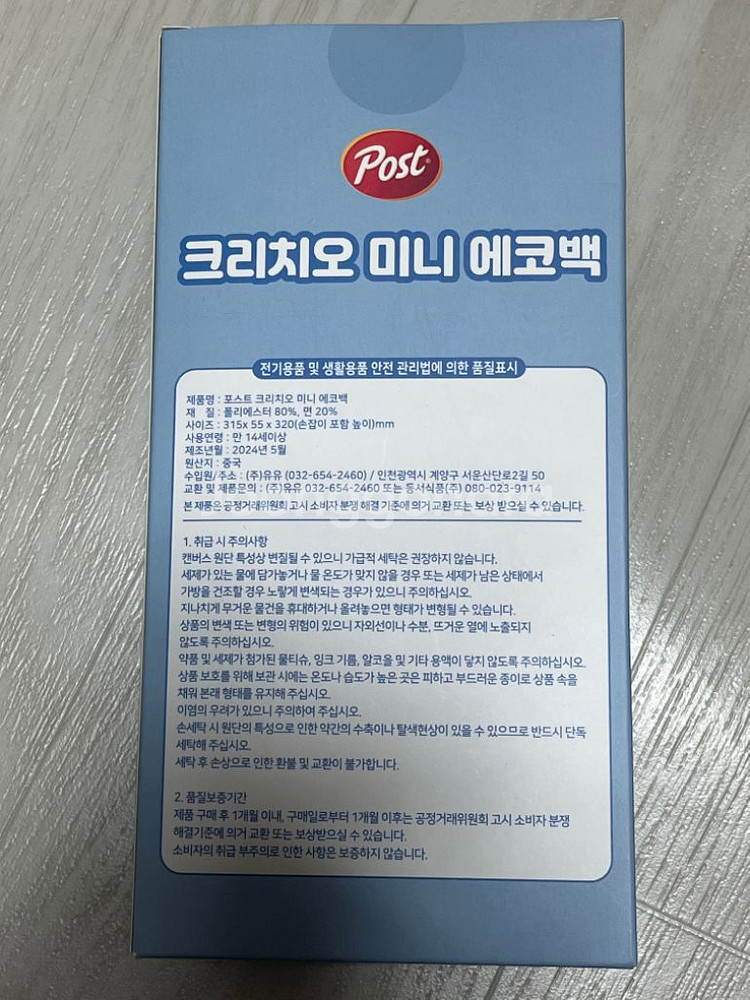 Post
크리치오 미니 에코백
전기용품 및 생활용품 안전 관리법에 의한 품질표시
제품명 : 포스트 크리치오 미니 에코백
재 질 : 폴리에스터 80%, 면 20%
사이즈 : 315x 55 x 320(손잡이 포함 높이)mm
사용연령 : 만 14세이상
제조년월 : 2024년 5월
원산지 : 중국
수입원/주소 : (주)유유 (032-654-2460) / 인천광역시 계양구 서운산단로2길 50
교환 및 제품문의 : (주)유유 032-654-2460 또는 동서식품(주) 080-023-9114
본 제품은 공정거래위원회 고시 소비자 분쟁 해결 기준에 의거 교환 또는 보상 받으실 수 있습니다.
1. 취급 시 주의사항
캔버스 원단 특성상 변질될 수 있으니 가급적 세탁은 권장하지 않습니다.
세제가 있는 물에 담가놓거나 물 온도가 맞지 않을 경우 또는 세제가 남은 상태에서
가방을 건조할 경우 노랗게 변색되는 경우가 있으니 주의하십시오.
지나치게 무거운 물건을 휴대하거나 올려놓으면 형태가 변형될 수 있습니다.
상품의 변색 또는 변형의 위험이 있으니 자외선이나 수분, 뜨거운 열에 노출되지
않도록 주의하십시오.
약품 및 세제가 첨가된 물티슈, 잉크 기름, 알코올 및 기타 용액이 닿지 않도록 주의하십시오.
상품 보호를 위해 보관 시에는 온도나 습도가 높은 곳은 피하고 부드러운 종이로 상품 속을
채워 본래 형태를 유지해 주십시오.
이염의 우려가 있으니 주의하여 주십시오.
손세탁 시 원단의 특성으로 인한 약간의 수축이나 탈색현상이 있을 수 있으므로 반드시 단독
세탁해 주십시오.
세탁 후 손상으로 인한 환불 및 교환이 불가합니다.
2. 품질보증기간
제품 구매 후 1개월 이내, 구매일로부터 1개월 이후는 공정거래위원회 고시 소비자 분쟁
해결기준에 의거 교환 또는 보상받으실 수 있습니다.
소비자의 취급 부주의로 인한 사항은 보증하지 않습니다.